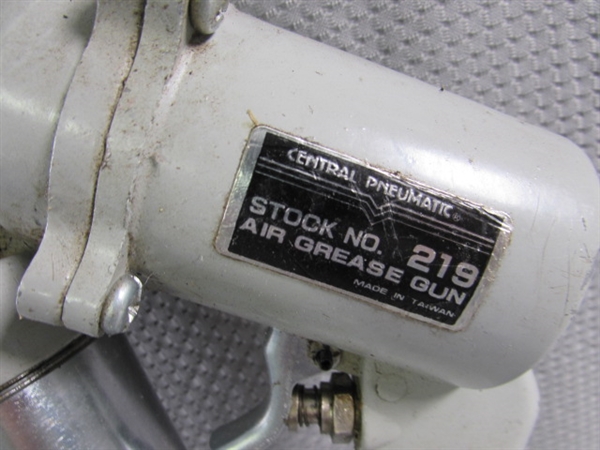 CENTRAL PNEUMATIC®
STOCK NO. 219
AIR GREASE GUN
MADE IN TAIWAN